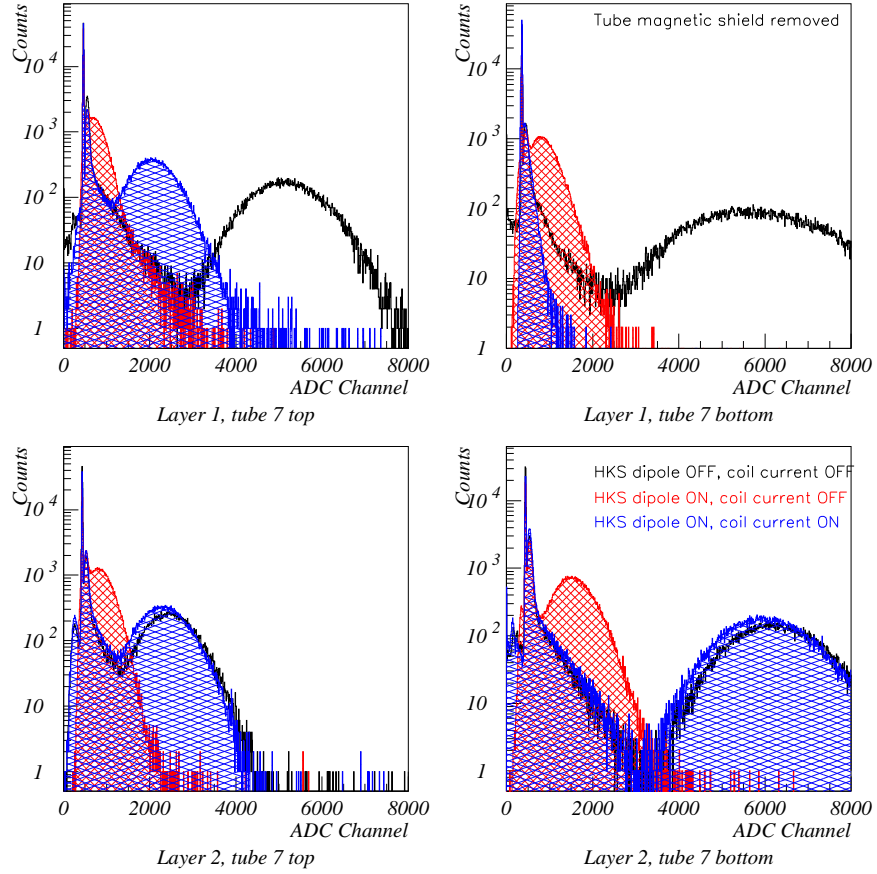 Counts
10^4
10^3
10^2
10
1
0 2000 4000 6000 8000
ADC Channel
Layer 1, tube 7 top
Tube magnetic shield removed
Counts
10^4
10^3
10^2
10
1
0 2000 4000 6000 8000
ADC Channel
Layer 1, tube 7 bottom
Counts
10^4
10^3
10^2
10
1
0 2000 4000 6000 8000
ADC Channel
Layer 2, tube 7 top
Counts
HKS dipole OFF, coil current OFF
HKS dipole ON, coil current OFF
HKS dipole ON, coil current ON
10^4
10^3
10^2
10
1
0 2000 4000 6000 8000
ADC Channel
Layer 2, tube 7 bottom